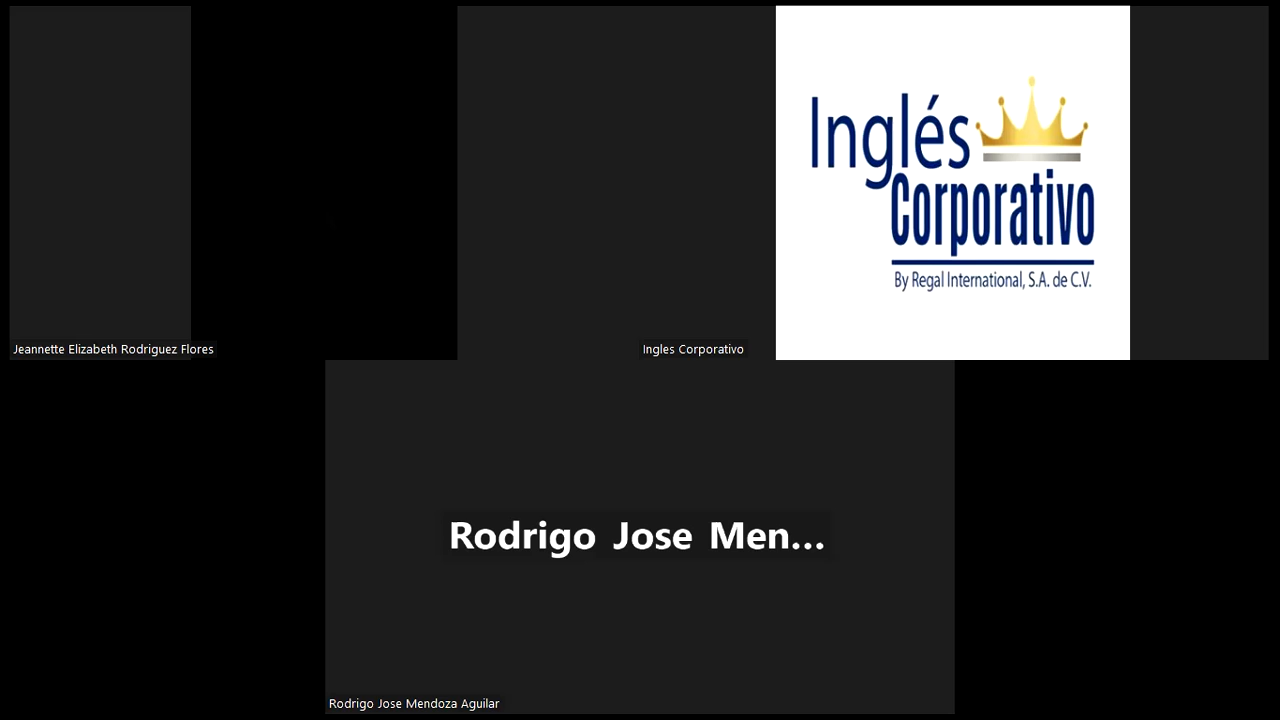 Inglés
Corporativo
By Regal International, S.A. de C.V.
Jeannette Elizabeth Rodriguez Flores
Ingles Corporativo
Rodrigo Jose Men...
Rodrigo Jose Mendoza Aguilar